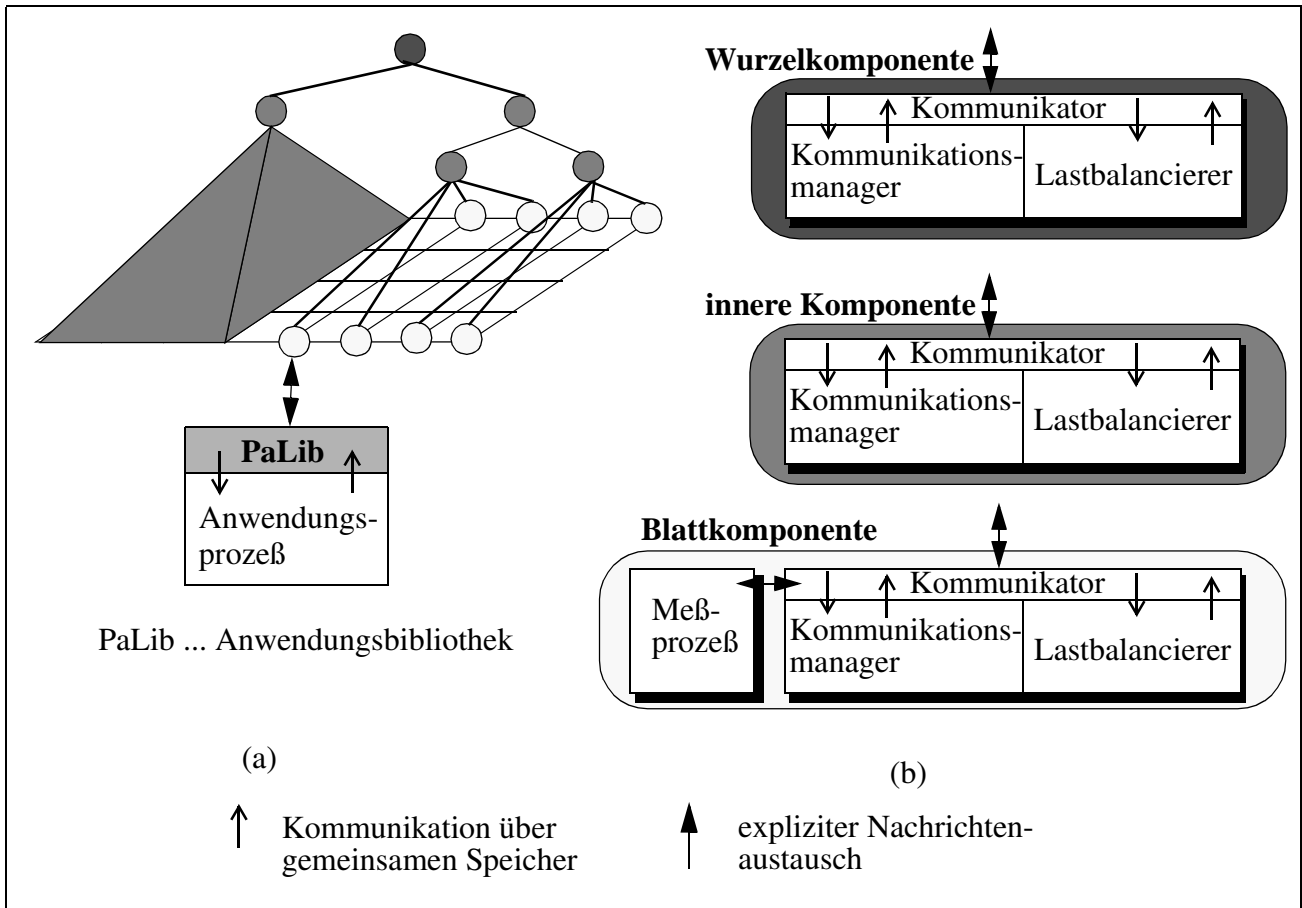 PaLib
Anwendungs-
prozeß
PaLib ... Anwendungsbibliothek
(a)
Wurzelkomponente
Kommunikator
Kommunikations-
manager
Lastbalancierer
innere Komponente
Kommunikator
Kommunikations-
manager
Lastbalancierer
Blattkomponente
Meß-
prozeß
Kommunikator
Kommunikations-
manager
Lastbalancierer
(b)
Kommunikation über
gemeinsamen Speicher
expliziter Nachrichten-
austausch